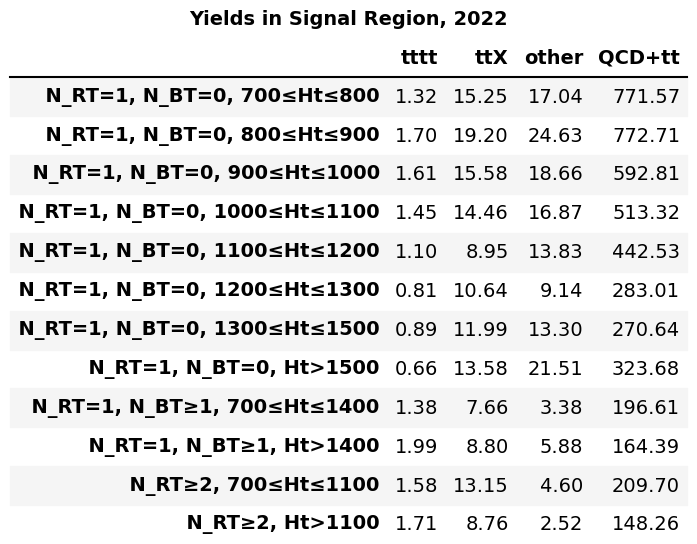 Yields in Signal Region, 2022
tttt ttX other QCD+tt
N_RT=1, N_BT=0, 700≤Ht≤800 1.32 15.25 17.04 771.57
N_RT=1, N_BT=0, 800≤Ht≤900 1.70 19.20 24.63 772.71
N_RT=1, N_BT=0, 900≤Ht≤1000 1.61 15.58 18.66 592.81
N_RT=1, N_BT=0, 1000≤Ht≤1100 1.45 14.46 16.87 513.32
N_RT=1, N_BT=0, 1100≤Ht≤1200 1.10 8.95 13.83 442.53
N_RT=1, N_BT=0, 1200≤Ht≤1300 0.81 10.64 9.14 283.01
N_RT=1, N_BT=0, 1300≤Ht≤1500 0.89 11.99 13.30 270.64
N_RT=1, N_BT=0, Ht>1500 0.66 13.58 21.51 323.68
N_RT=1, N_BT≥1, 700≤Ht≤1400 1.38 7.66 3.38 196.61
N_RT=1, N_BT≥1, Ht>1400 1.99 8.80 5.88 164.39
N_RT≥2, 700≤Ht≤1100 1.58 13.15 4.60 209.70
N_RT≥2, Ht>1100 1.71 8.76 2.52 148.26